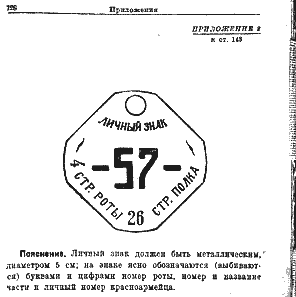 726 Приложения
ПРИЛОЖЕНИЕ 2
к ст. 143
ЛИЧНЫЙ ЗНАК
-57-
4 СТР. РОТЫ 26 СТР. ПОЛКА
Пояснение. Личный знак должен быть металлическим,
диаметром 5 см; на знаке ясно обозначаются (выбирают-
ся) буквами и цифрами номер роты, номер и название
части и личный номер красноармейца.